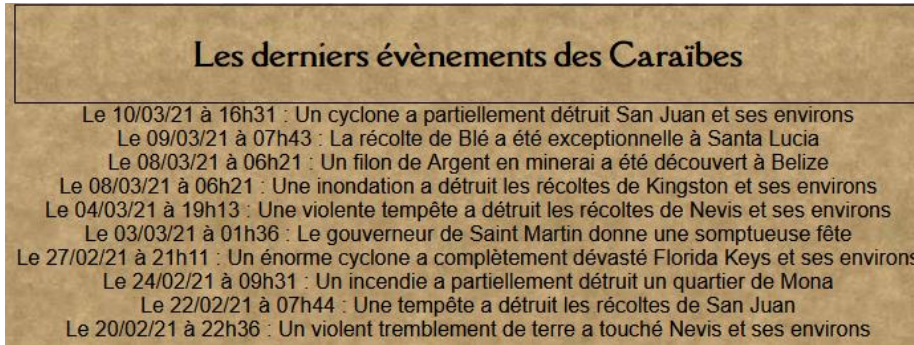 Les derniers évènements des Caraïbes
Le 10/03/21 à 16h31 : Un cyclone a partiellement détruit San Juan et ses environs
Le 09/03/21 à 07h43 : La récolte de Blé a été exceptionnelle à Santa Lucia
Le 08/03/21 à 06h21 : Un filon de Argent en minerai a été découvert à Belize
Le 08/03/21 à 06h21 : Une inondation a détruit les récoltes de Kingston et ses environs
Le 04/03/21 à 19h13 : Une violente tempête a détruit les récoltes de Nevis et ses environs
Le 03/03/21 à 01h36 : Le gouverneur de Saint Martin donne une somptueuse fête
Le 27/02/21 à 21h11 : Un énorme cyclone a complètement dévasté Florida Keys et ses environs
Le 24/02/21 à 09h31 : Un incendie a partiellement détruit un quartier de Mona
Le 22/02/21 à 07h44 : Une tempête a détruit les récoltes de San Juan
Le 20/02/21 à 22h36 : Un violent tremblement de terre a touché Nevis et ses environs